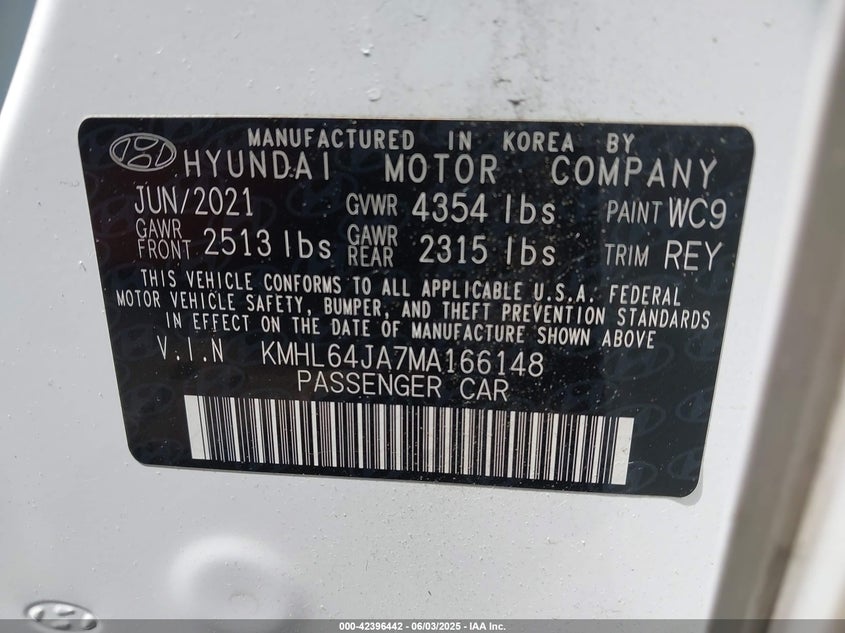 MANUFACTURED IN KOREA BY
HYUNDAI MOTOR COMPANY
JUN/2021 GVWR 4354 lbs PAINT WC9
GAWR FRONT 2513 lbs GAWR REAR 2315 lbs TRIM REY
THIS VEHICLE CONFORMS TO ALL APPLICABLE U.S.A. FEDERAL
MOTOR VEHICLE SAFETY, BUMPER, AND THEFT PREVENTION STANDARDS
IN EFFECT ON THE DATE OF MANUFACTURE SHOWN ABOVE
V.I.N KMHL64JA7MA166148
PASSENGER CAR
000-42396442 - 06/03/2025 - IAA Inc.